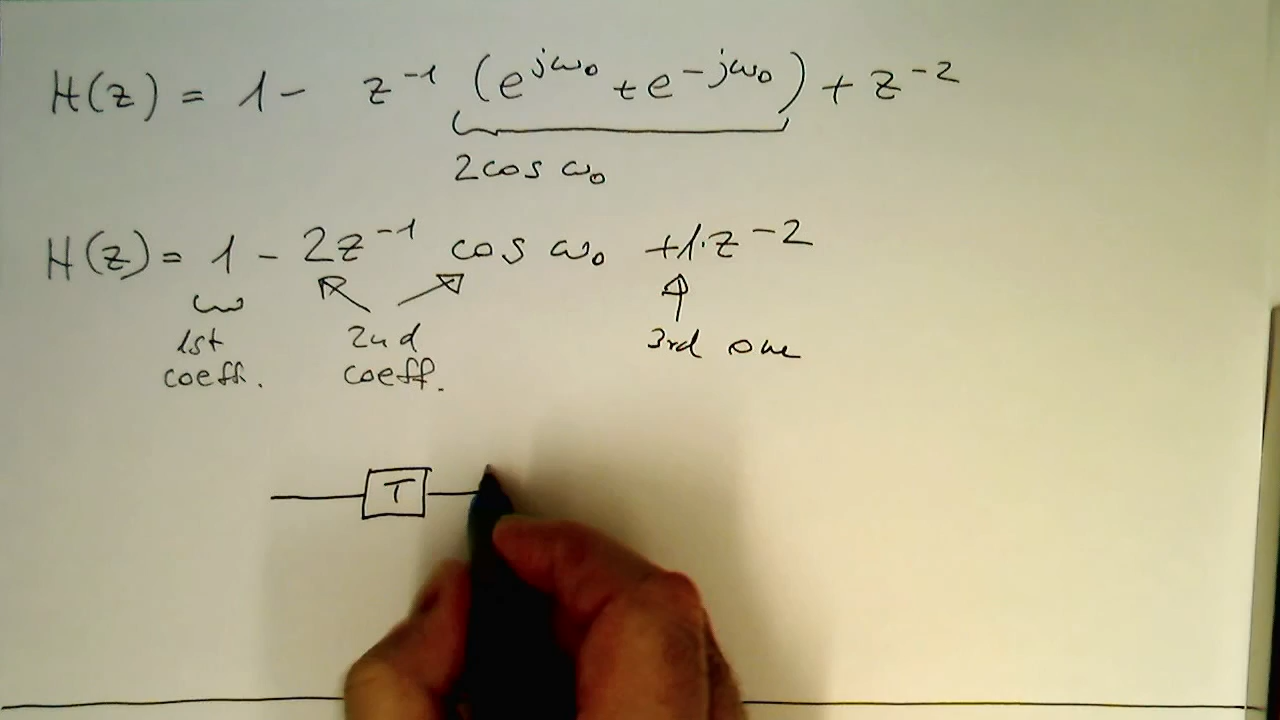 H(z) = 1 - z⁻¹ (e^jω₀ + e^-jω₀) + z⁻²
2cos ω₀
H(z) = 1 - 2z⁻¹ cos ω₀ +1·z⁻²
1st 2nd 3rd one
coeff. coeff.
T